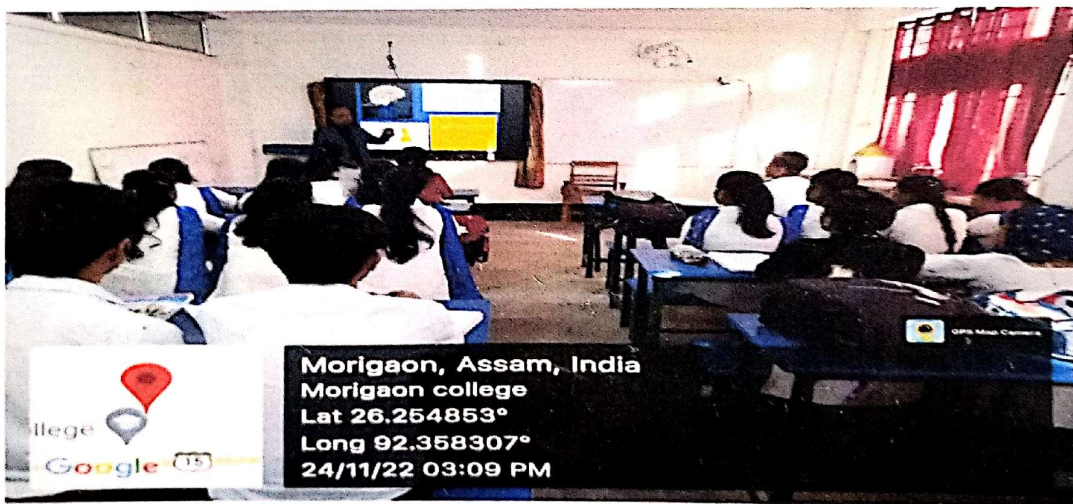 GPS Map Camera
Morigaon, Assam, India
Morigaon college
Lat 26.254853°
Long 92.358307°
24/11/22 03:09 PM
llege
Google
15